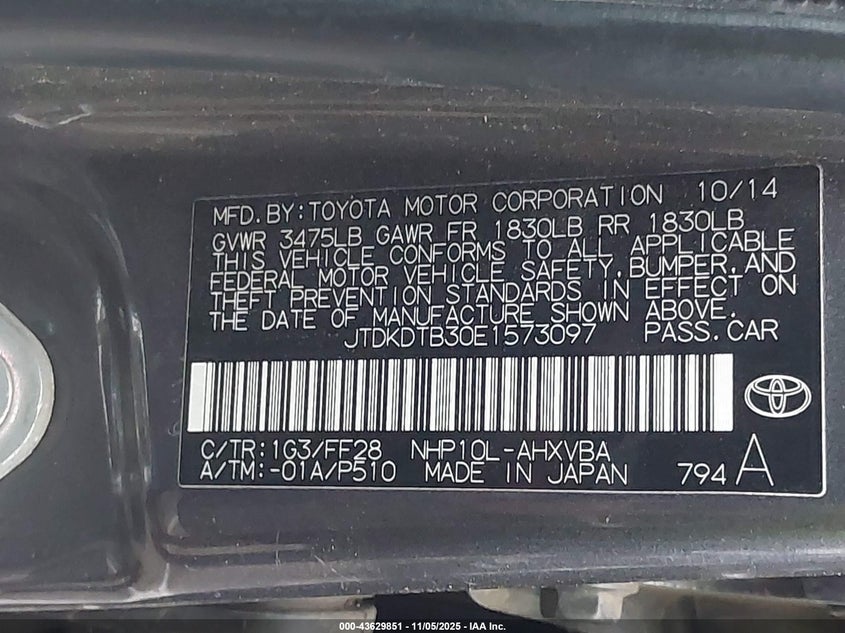 MFD.BY:TOYOTA MOTOR CORPORATION 10/14
GVWR 3475LB GAWR FR 1830LB RR 1830LB
THIS VEHICLE CONFORMS TO ALL APPLICABLE
FEDERAL MOTOR VEHICLE SAFETY,BUMPER,AND
THEFT PREVENTION STANDARDS IN EFFECT ON
THE DATE OF MANUFACTURE SHOWN ABOVE.
JTDKDTB30E1573097 PASS.CAR
C/TR:1G3/FF28 NHP10L-AHXVBA
A/TM:-01A/P510 MADE IN JAPAN 794 A
000-43629851 - 11/05/2025 - IAA Inc.